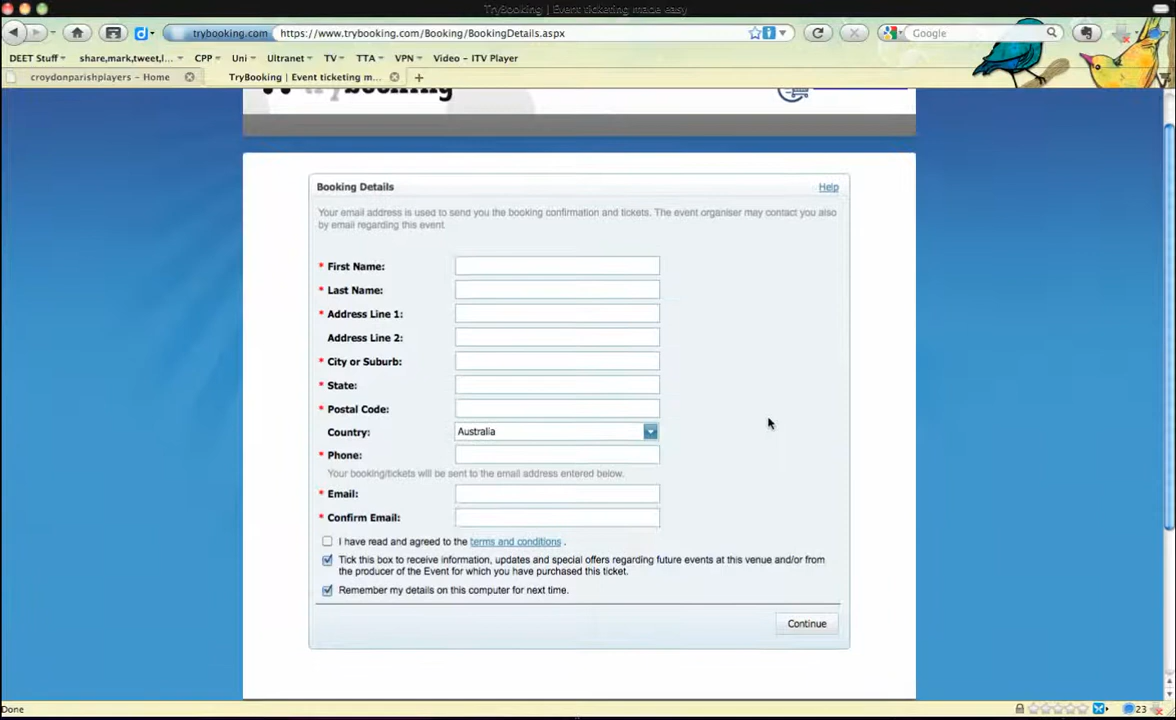 TryBooking | Event ticketing made easy
trybooking.com https://www.trybooking.com/Booking/BookingDetails.aspx Google
DEET Stuff share,mark,tweet,l... CPP Uni Ultranet TV TTA VPN Video - ITV Player
croydonparishplayers - Home TryBooking | Event ticketing m...
trybooking
Booking Details Help
Your email address is used to send you the booking confirmation and tickets. The event organiser may contact you also
by email regarding this event
* First Name:
* Last Name:
* Address Line 1:
Address Line 2:
* City or Suburb:
* State:
* Postal Code:
Country: Australia
* Phone:
Your booking/tickets will be sent to the email address entered below.
* Email:
* Confirm Email:
I have read and agreed to the terms and conditions .
Tick this box to receive information, updates and special offers regarding future events at this venue and/or from
the producer of the Event for which you have purchased this ticket.
Remember my details on this computer for next time.
Continue
Done 23